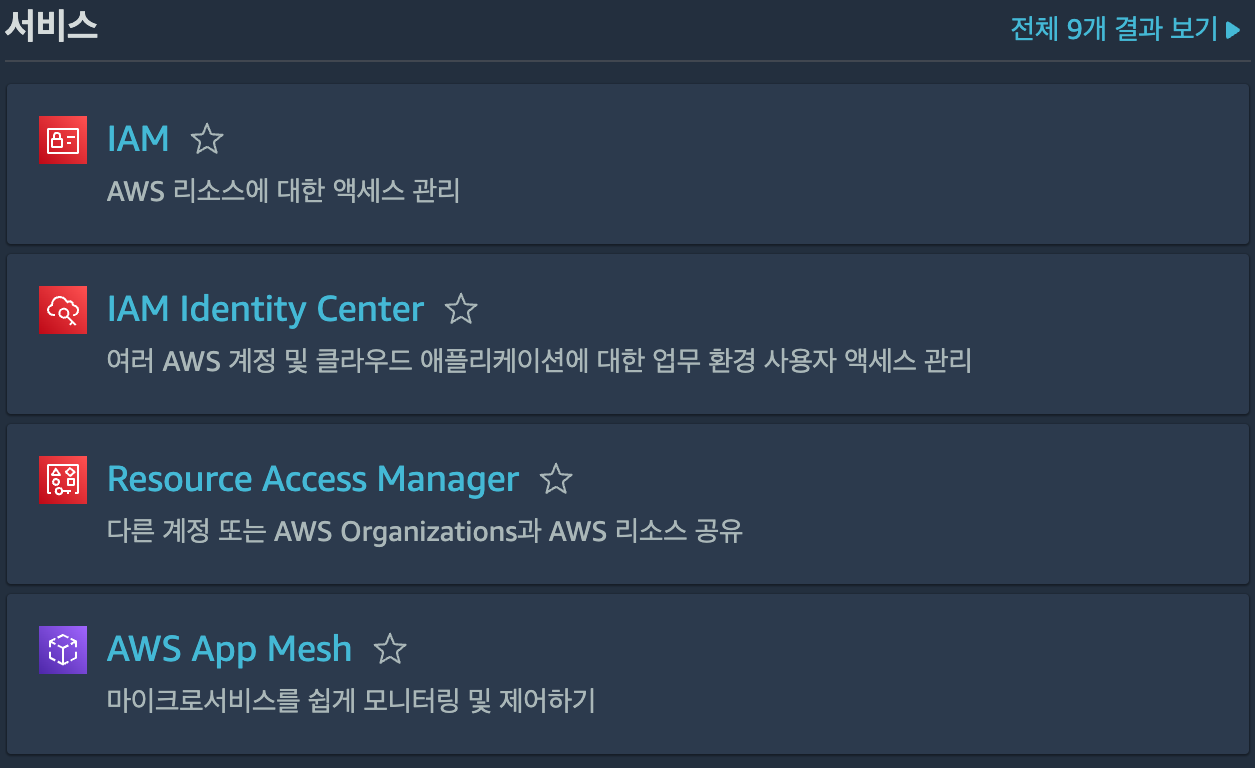 서비스
전체 9개 결과 보기
IAM
AWS 리소스에 대한 액세스 관리
IAM Identity Center
여러 AWS 계정 및 클라우드 애플리케이션에 대한 업무 환경 사용자 액세스 관리
Resource Access Manager
다른 계정 또는 AWS Organizations과 AWS 리소스 공유
AWS App Mesh
마이크로서비스를 쉽게 모니터링 및 제어하기